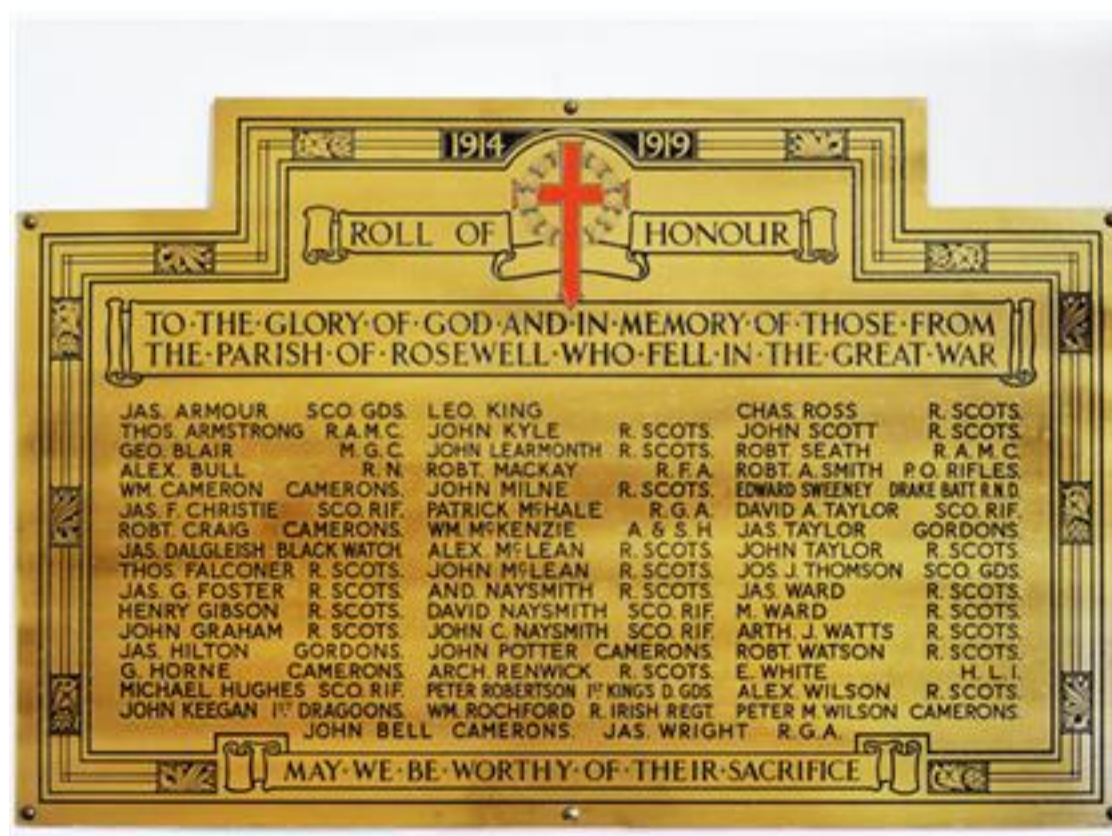 1914 1919
ROLL OF HONOUR
TO·THE·GLORY·OF·GOD·AND·IN·MEMORY·OF·THOSE·FROM
THE·PARISH·OF·ROSEWELL·WHO·FELL·IN·THE·GREAT·WAR
JAS. ARMOUR SCO. GDS.
THOS. ARMSTRONG R.A.M.C.
GEO. BLAIR M.G.C.
ALEX. BULL R.N.
WM. CAMERON CAMERONS.
JAS. F. CHRISTIE SCO. RIF.
ROBT. CRAIG CAMERONS.
JAS. DALGLEISH BLACK WATCH
THOS. FALCONER R. SCOTS.
JAS. G. FOSTER R. SCOTS.
HENRY GIBSON R. SCOTS.
JOHN GRAHAM R. SCOTS.
JAS. HILTON GORDONS.
G. HORNE CAMERONS.
MICHAEL HUGHES SCO. RIF.
JOHN KEEGAN 1ST DRAGOONS.
LEO. KING
JOHN KYLE R. SCOTS.
JOHN LEARMONTH R. SCOTS.
ROBT. MACKAY R.F.A.
JOHN MILNE R. SCOTS.
PATRICK McHALE R.G.A.
WM. McKENZIE A. & S. H.
ALEX. McLEAN R. SCOTS.
JOHN McLEAN R. SCOTS.
AND. NAYSMITH R. SCOTS.
DAVID NAYSMITH SCO. RIF.
JOHN C. NAYSMITH SCO. RIF.
JOHN POTTER CAMERONS.
ARCH. RENWICK R. SCOTS.
PETER ROBERTSON 1ST KING'S D. GDS.
WM. ROCHFORD R. IRISH REGT.
CHAS. ROSS R. SCOTS.
JOHN SCOTT R. SCOTS.
ROBT. SEATH R.A.M.C.
ROBT. A. SMITH P.O. RIFLES.
EDWARD SWEENEY DRAKE BATT. R.N.D.
DAVID A. TAYLOR SCO. RIF.
JAS. TAYLOR GORDONS.
JOHN TAYLOR R. SCOTS.
JOS. J. THOMSON SCO. GDS.
JAS. WARD R. SCOTS.
M. WARD R. SCOTS.
ARTH. J. WATTS R. SCOTS.
ROBT. WATSON R. SCOTS.
E. WHITE H.L.I.
ALEX. WILSON R. SCOTS.
PETER M. WILSON CAMERONS.
JOHN BELL CAMERONS. JAS. WRIGHT R.G.A.
MAY·WE·BE·WORTHY·OF·THEIR·SACRIFICE